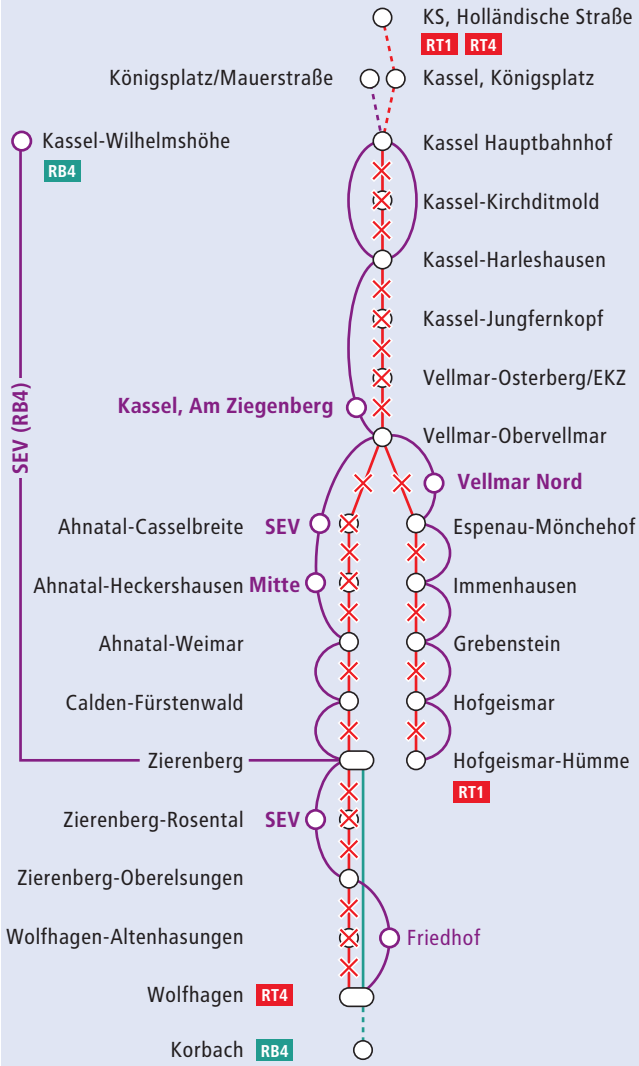 KS, Holländische Straße
RT1 RT4
Königsplatz/Mauerstraße
Kassel, Königsplatz
Kassel-Wilhelmshöhe
RB4
Kassel Hauptbahnhof
Kassel-Kirchditmold
Kassel-Harleshausen
Kassel-Jungfernkopf
Vellmar-Osterberg/EKZ
Kassel, Am Ziegenberg
SEV (RB4)
Vellmar-Obervellmar
Vellmar Nord
Ahnatal-Casselbreite SEV
Espenau-Mönchehof
Ahnatal-Heckershausen Mitte
Immenhausen
Ahnatal-Weimar
Grebenstein
Calden-Fürstenwald
Hofgeismar
Zierenberg
Hofgeismar-Hümme
RT1
Zierenberg-Rosental SEV
Zierenberg-Oberelsungen
Wolfhagen-Altenhasungen
Friedhof
Wolfhagen RT4
Korbach RB4